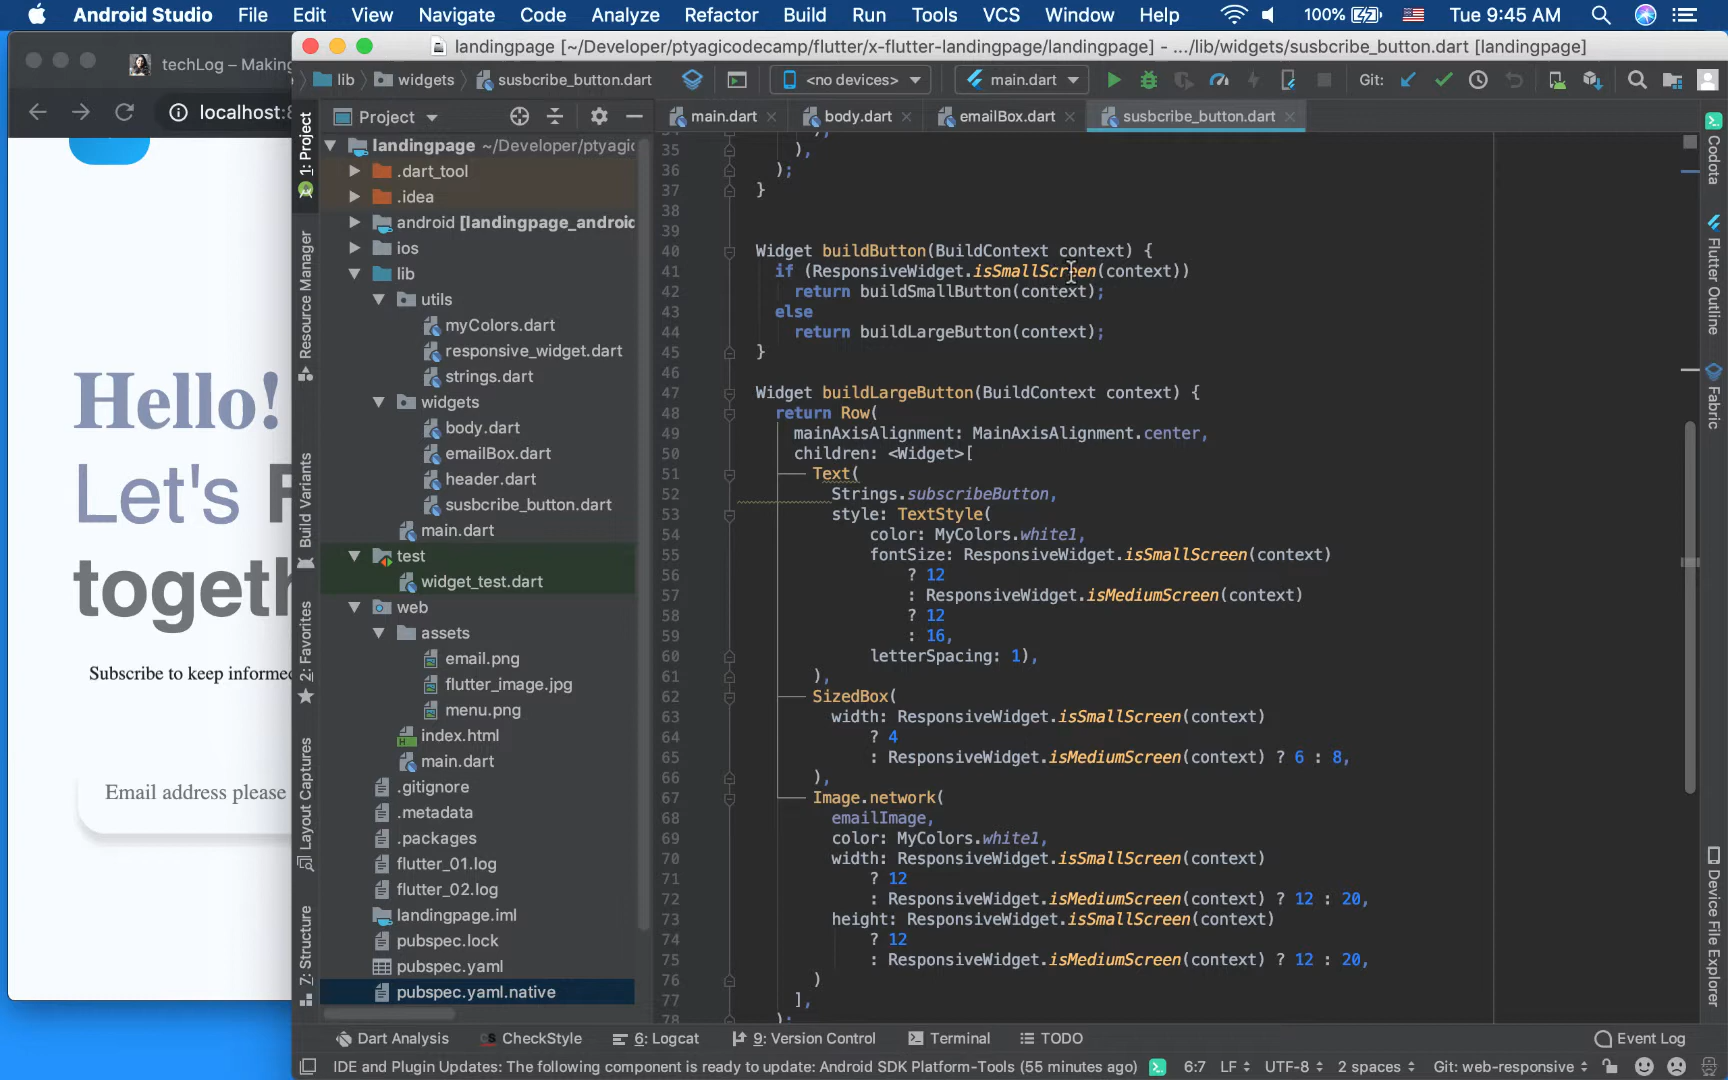 Android Studio File Edit View Navigate Code Analyze Refactor Build Run Tools VCS Window Help 100% Tue 9:45 AM
landingpage [~/Developer/ptyagicodecamp/flutter/x-flutter-landingpage/landingpage] - .../lib/widgets/susbcribe_button.dart [landingpage]
techLog – Making
localhost:8
lib widgets susbcribe_button.dart <no devices> main.dart Git:
Project
main.dart body.dart emailBox.dart susbcribe_button.dart
Hello!
Let's F
togeth
Subscribe to keep informed
Email address please
1: Project
Resource Manager
Build Variants
2: Favorites
Layout Captures
7: Structure
landingpage ~/Developer/ptyagic
.dart_tool
.idea
android [landingpage_android
ios
lib
utils
myColors.dart
responsive_widget.dart
strings.dart
widgets
body.dart
emailBox.dart
header.dart
susbcribe_button.dart
main.dart
test
widget_test.dart
web
assets
email.png
flutter_image.jpg
menu.png
index.html
main.dart
.gitignore
.metadata
.packages
flutter_01.log
flutter_02.log
landingpage.iml
pubspec.lock
pubspec.yaml
pubspec.yaml.native
35 ),
36 );
37 }
38
39
40 Widget buildButton(BuildContext context) {
41 if (ResponsiveWidget.isSmallScreen(context))
42 return buildSmallButton(context);
43 else
44 return buildLargeButton(context);
45 }
46
47 Widget buildLargeButton(BuildContext context) {
48 return Row(
49 mainAxisAlignment: MainAxisAlignment.center,
50 children: <Widget>[
51 Text(
52 Strings.subscribeButton,
53 style: TextStyle(
54 color: MyColors.white1,
55 fontSize: ResponsiveWidget.isSmallScreen(context)
56 ? 12
57 : ResponsiveWidget.isMediumScreen(context)
58 ? 12
59 : 16,
60 letterSpacing: 1),
61 ),
62 SizedBox(
63 width: ResponsiveWidget.isSmallScreen(context)
64 ? 4
65 : ResponsiveWidget.isMediumScreen(context) ? 6 : 8,
66 ),
67 Image.network(
68 emailImage,
69 color: MyColors.white1,
70 width: ResponsiveWidget.isSmallScreen(context)
71 ? 12
72 : ResponsiveWidget.isMediumScreen(context) ? 12 : 20,
73 height: ResponsiveWidget.isSmallScreen(context)
74 ? 12
75 : ResponsiveWidget.isMediumScreen(context) ? 12 : 20,
76 )
77 ],
78 );
Codota
Flutter Outline
Fabric
Device File Explorer
Dart Analysis CheckStyle 6: Logcat 9: Version Control Terminal TODO Event Log
IDE and Plugin Updates: The following component is ready to update: Android SDK Platform-Tools (55 minutes ago) 6:7 LF UTF-8 2 spaces Git: web-responsive